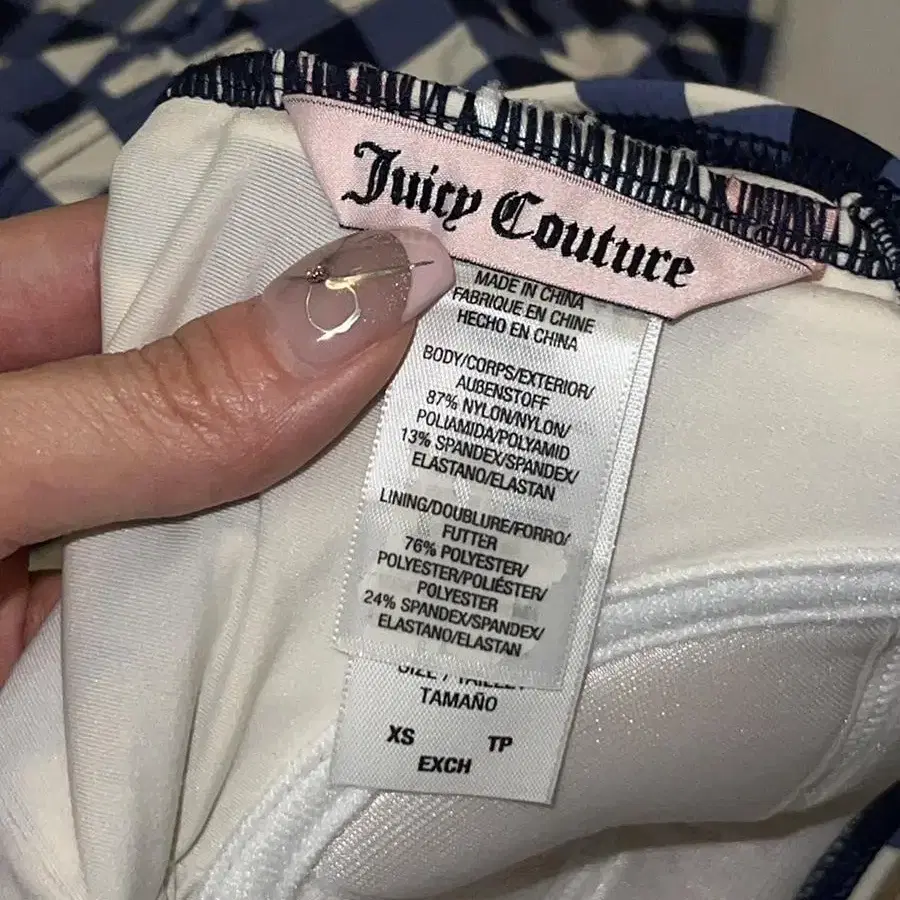 Juicy Couture
MADE IN CHINA
FABRIQUE EN CHINE
HECHO EN CHINA
BODY/CORPS/EXTERIOR/
AUßENSTOFF
87% NYLON/NYLON/
POLIAMIDA/POLYAMID
13% SPANDEX/SPANDEX/
ELASTANO/ELASTAN
LINING/DOUBLURE/FORRO/
FUTTER
76% POLYESTER/
POLYESTER/POLIÉSTER/
POLYESTER
24% SPANDEX/SPANDEX/
ELASTANO/ELASTAN
SIZE / TAILLE /
TAMAÑO
XS TP
EXCH